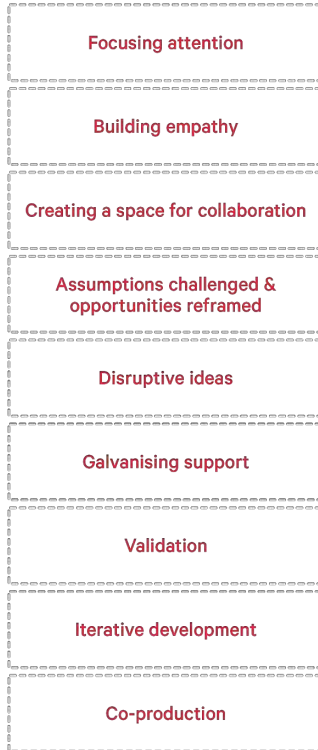 Focusing attention
Building empathy
Creating a space for collaboration
Assumptions challenged &
opportunities reframed
Disruptive ideas
Galvanising support
Validation
Iterative development
Co-production